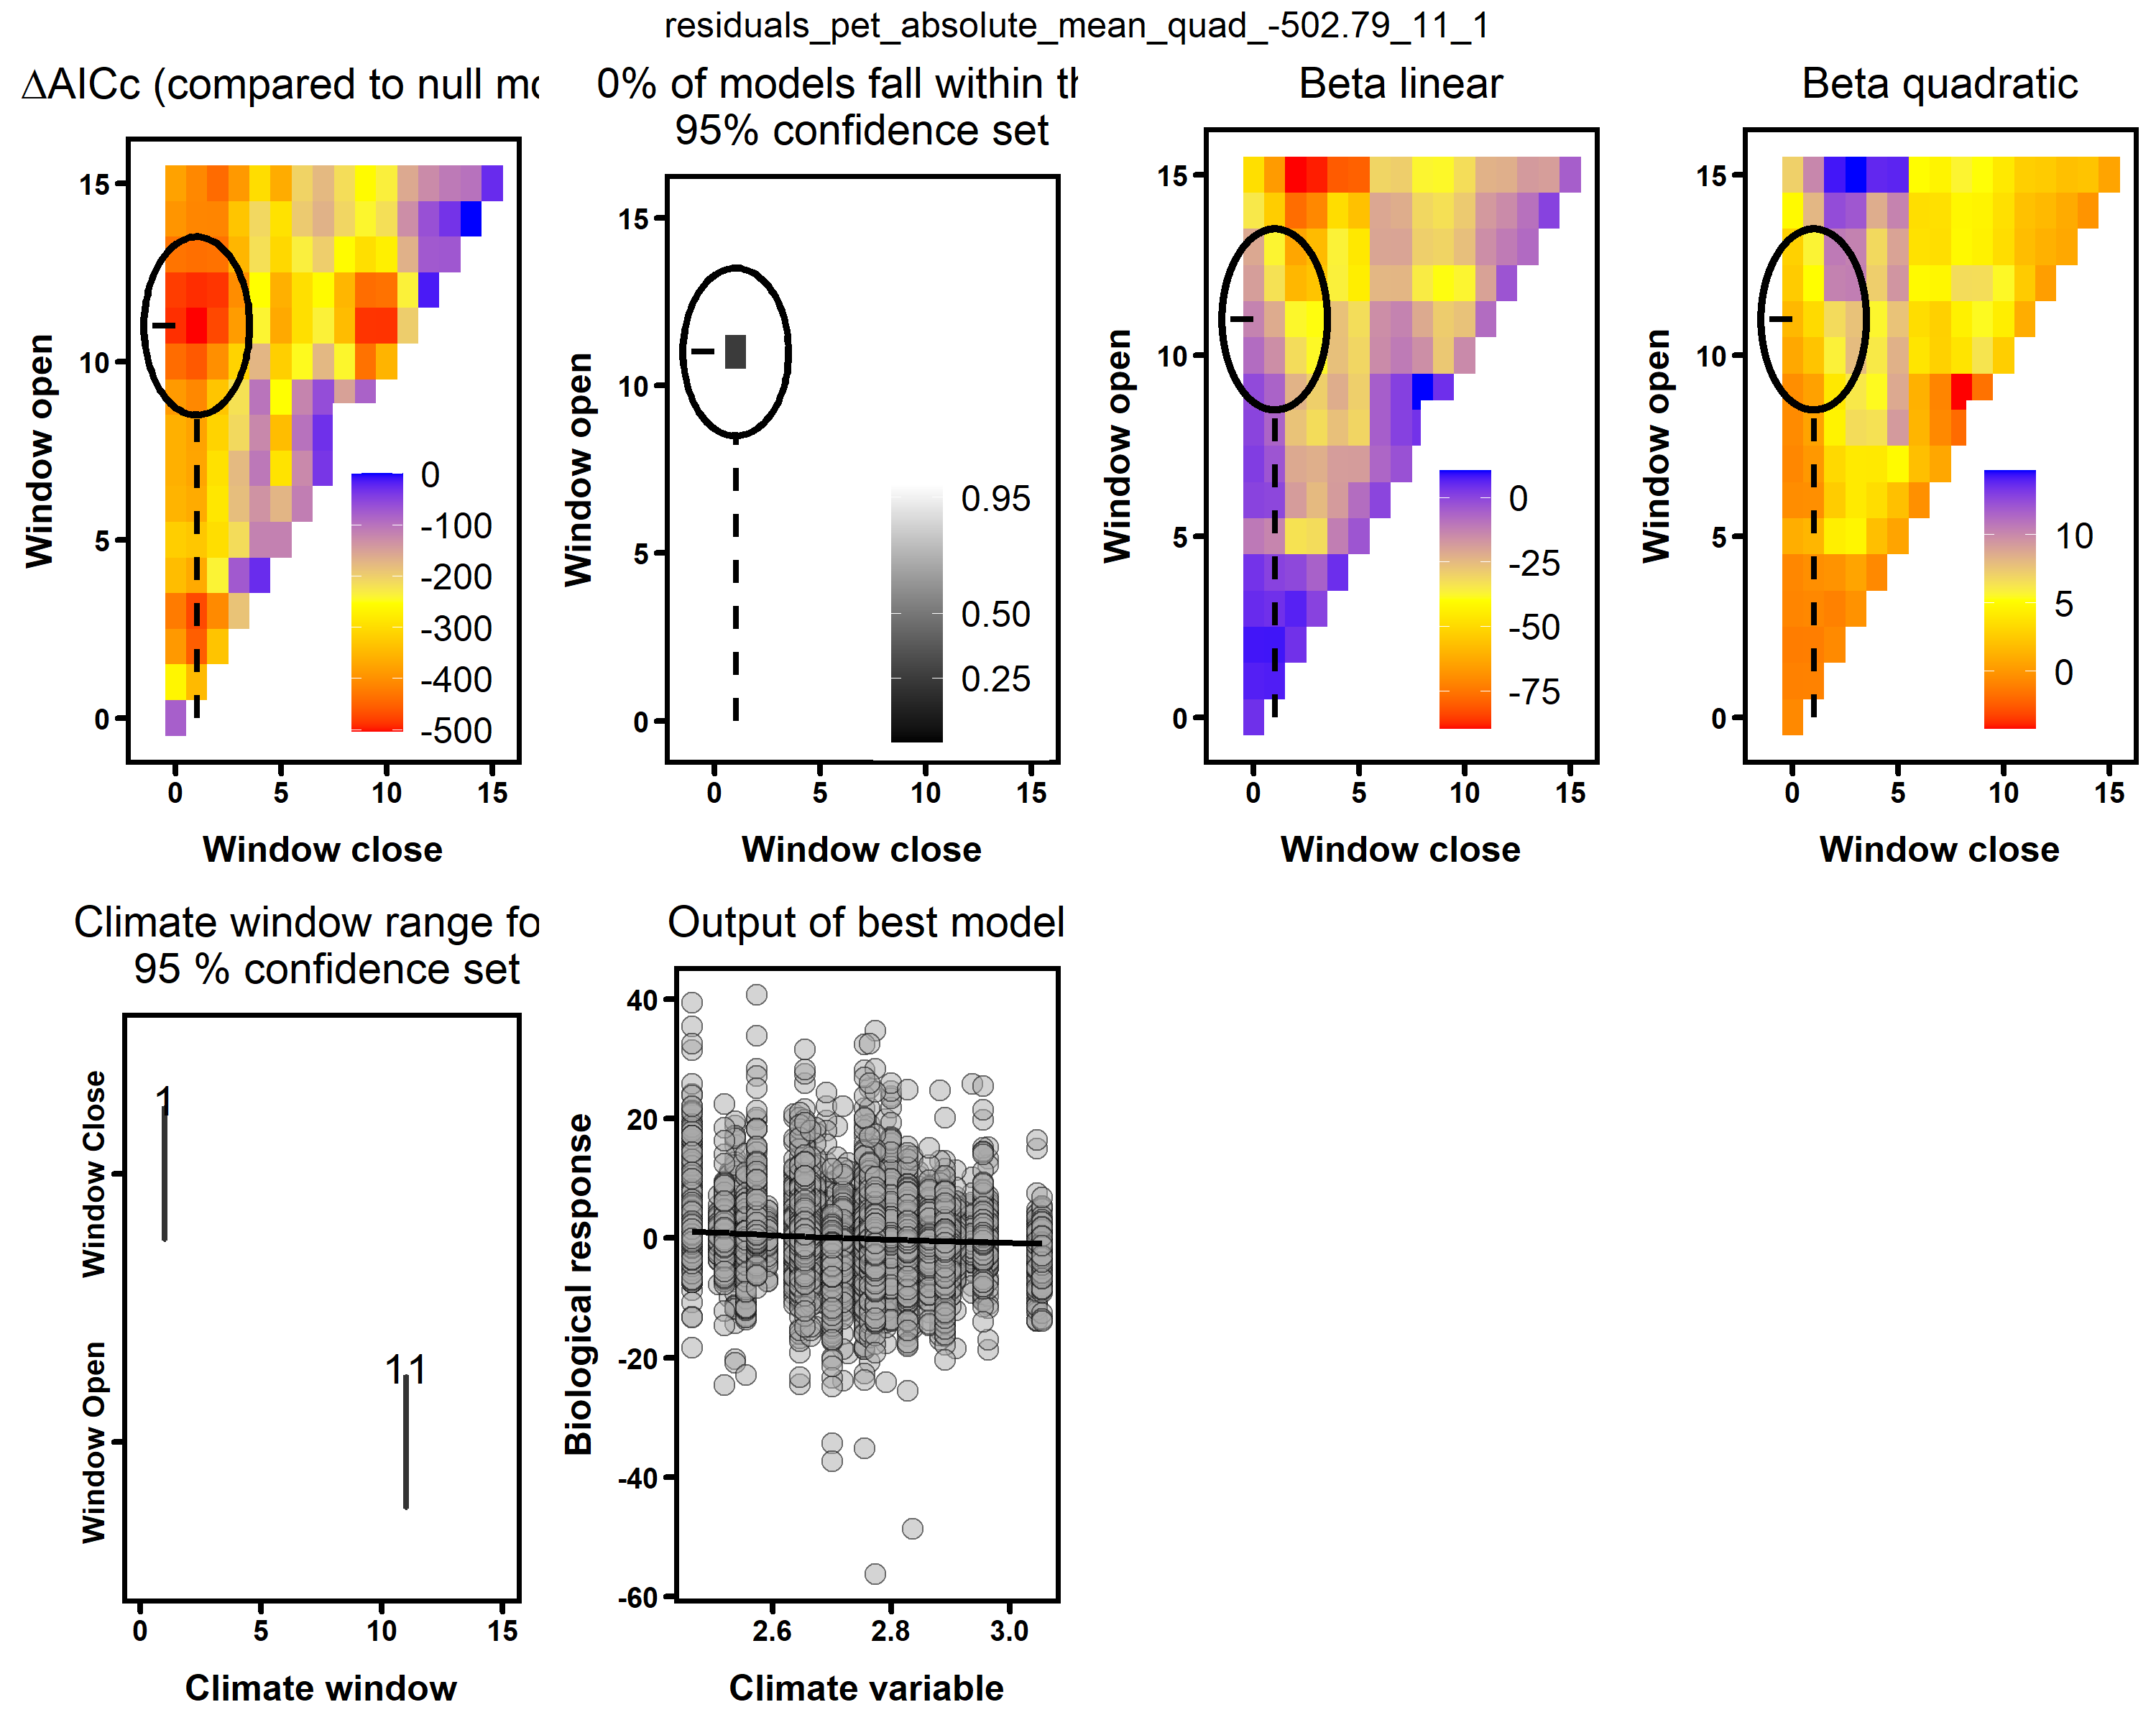 residuals_pet_absolute_mean_quad_-502.79_11_1
ΔAICc (compared to null mo
15
10
5
0
Window open
0
-100
-200
-300
-400
-500
0 5 10 15
Window close
0% of models fall within th
95% confidence set
15
10
5
0
Window open
0.95
0.50
0.25
0 5 10 15
Window close
Beta linear
15
10
5
0
Window open
0
-25
-50
-75
0 5 10 15
Window close
Beta quadratic
15
10
5
0
Window open
10
5
0
0 5 10 15
Window close
Climate window range fo
95 % confidence set
Window Close
Window Open
1
11
0 5 10 15
Climate window
Output of best model
40
20
0
-20
-40
-60
Biological response
2.6 2.8 3.0
Climate variable